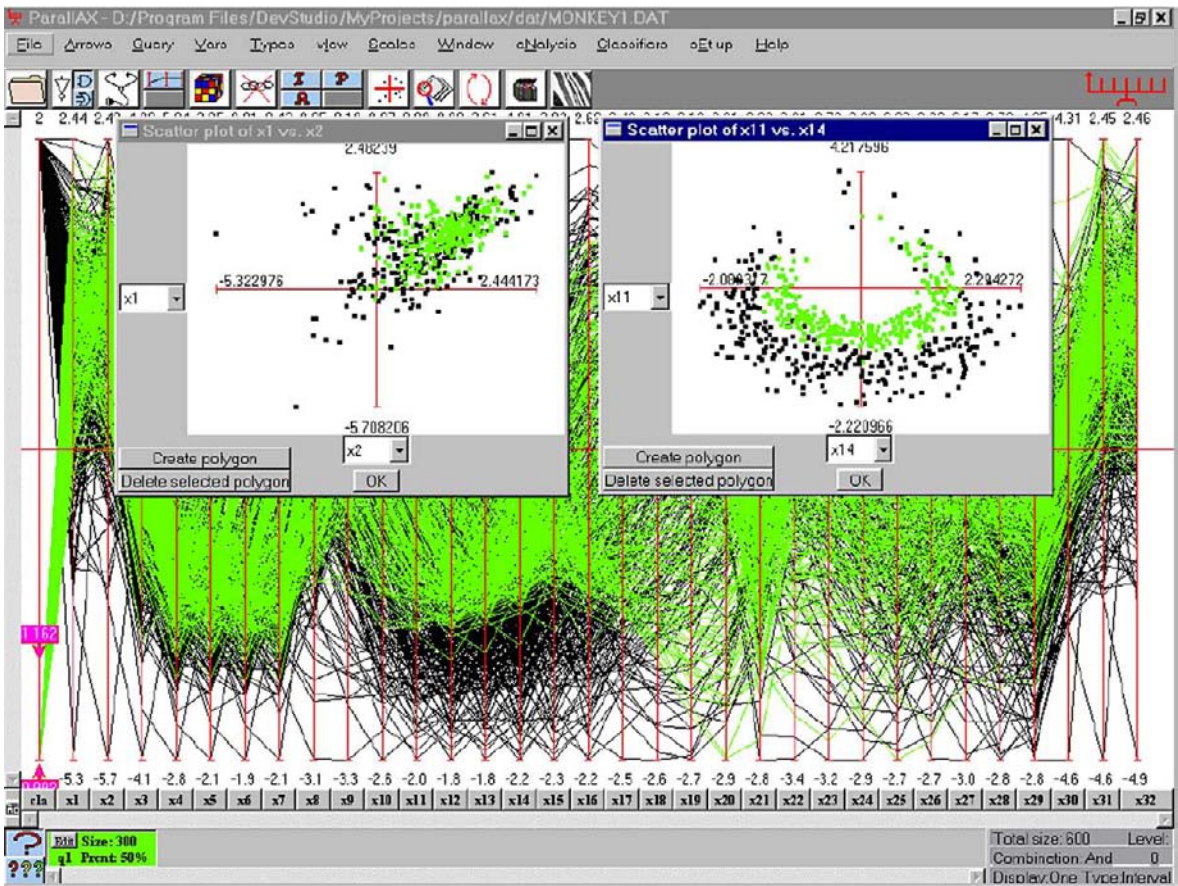 ParallAX - D:/Program Files/DevStudio/MyProjects/parallax/dat/MONKEY1.DAT
File Arrows Query Vars Types view Scales Window aNalysis Classifiers sEtup Help
2 2.44 4.31 2.45 2.46
Scatter plot of x1 vs. x2
2.48239
-5.322976
2.444173
x1
-5.708206
x2
Create polygon
Delete selected polygon
OK
Scatter plot of x11 vs. x14
4.217596
2.294272
x11
-2.220966
x14
Create polygon
Delete selected polygon
OK
1.162
-5.3 -5.7 -4.1 -2.8 -2.1 -1.9 -2.1 -3.1 -3.3 -2.6 -2.0 -1.8 -1.8 -2.2 -2.3 -2.2 -2.5 -2.6 -2.7 -2.9 -2.8 -3.4 -3.2 -2.9 -2.7 -2.7 -3.0 -2.8 -2.8 -4.6 -4.6 -4.9
cla x1 x2 x3 x4 x5 x6 x7 x8 x9 x10 x11 x12 x13 x14 x15 x16 x17 x18 x19 x20 x21 x22 x23 x24 x25 x26 x27 x28 x29 x30 x31 x32
Edit Size: 300
q1 Prcnt: 50%
Total size: 600 Level:
Combination: And 0
Display: One Type: Interval